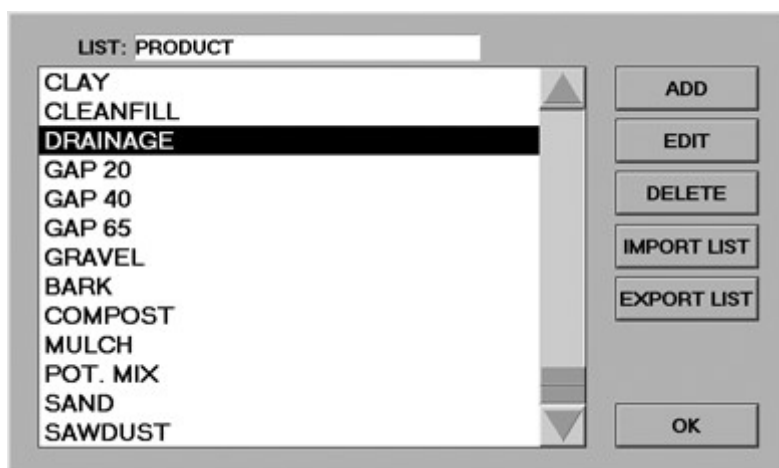 LIST: PRODUCT
CLAY
CLEANFILL
DRAINAGE
GAP 20
GAP 40
GAP 65
GRAVEL
BARK
COMPOST
MULCH
POT. MIX
SAND
SAWDUST
ADD
EDIT
DELETE
IMPORT LIST
EXPORT LIST
OK